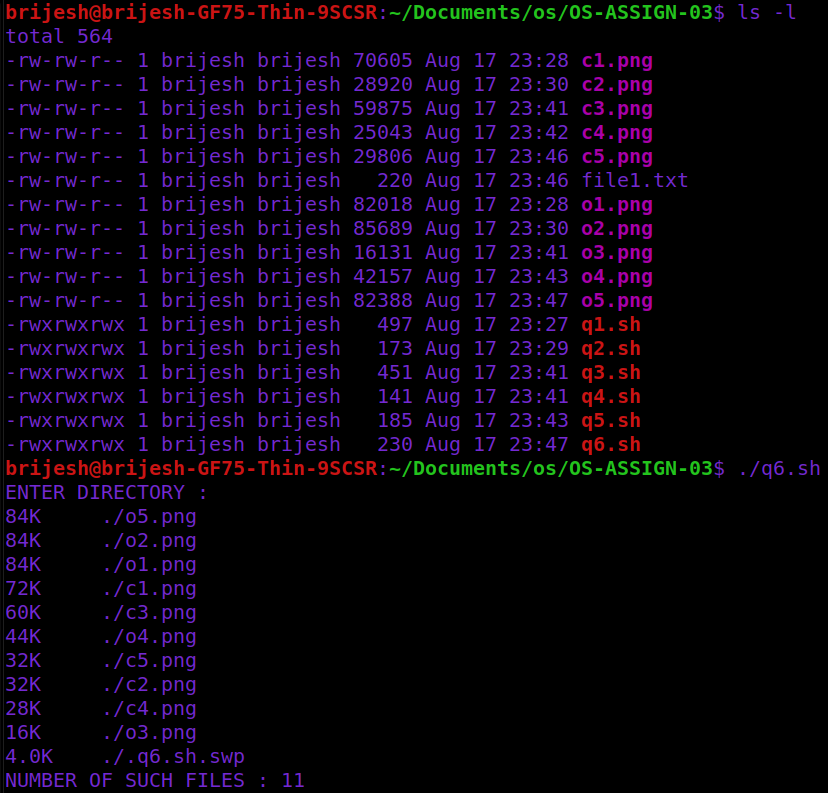 brijesh@brijesh-GF75-Thin-9SCSR:~/Documents/os/OS-ASSIGN-03$ ls -l
total 564
-rw-rw-r-- 1 brijesh brijesh 70605 Aug 17 23:28 c1.png
-rw-rw-r-- 1 brijesh brijesh 28920 Aug 17 23:30 c2.png
-rw-rw-r-- 1 brijesh brijesh 59875 Aug 17 23:41 c3.png
-rw-rw-r-- 1 brijesh brijesh 25043 Aug 17 23:42 c4.png
-rw-rw-r-- 1 brijesh brijesh 29806 Aug 17 23:46 c5.png
-rw-rw-r-- 1 brijesh brijesh   220 Aug 17 23:46 file1.txt
-rw-rw-r-- 1 brijesh brijesh 82018 Aug 17 23:28 o1.png
-rw-rw-r-- 1 brijesh brijesh 85689 Aug 17 23:30 o2.png
-rw-rw-r-- 1 brijesh brijesh 16131 Aug 17 23:41 o3.png
-rw-rw-r-- 1 brijesh brijesh 42157 Aug 17 23:43 o4.png
-rw-rw-r-- 1 brijesh brijesh 82388 Aug 17 23:47 o5.png
-rwxrwxrwx 1 brijesh brijesh   497 Aug 17 23:27 q1.sh
-rwxrwxrwx 1 brijesh brijesh   173 Aug 17 23:29 q2.sh
-rwxrwxrwx 1 brijesh brijesh   451 Aug 17 23:41 q3.sh
-rwxrwxrwx 1 brijesh brijesh   141 Aug 17 23:41 q4.sh
-rwxrwxrwx 1 brijesh brijesh   185 Aug 17 23:43 q5.sh
-rwxrwxrwx 1 brijesh brijesh   230 Aug 17 23:47 q6.sh
brijesh@brijesh-GF75-Thin-9SCSR:~/Documents/os/OS-ASSIGN-03$ ./q6.sh
ENTER DIRECTORY :
84K     ./o5.png
84K     ./o2.png
84K     ./o1.png
72K     ./c1.png
60K     ./c3.png
44K     ./o4.png
32K     ./c5.png
32K     ./c2.png
28K     ./c4.png
16K     ./o3.png
4.0K    ./.q6.sh.swp
NUMBER OF SUCH FILES : 11